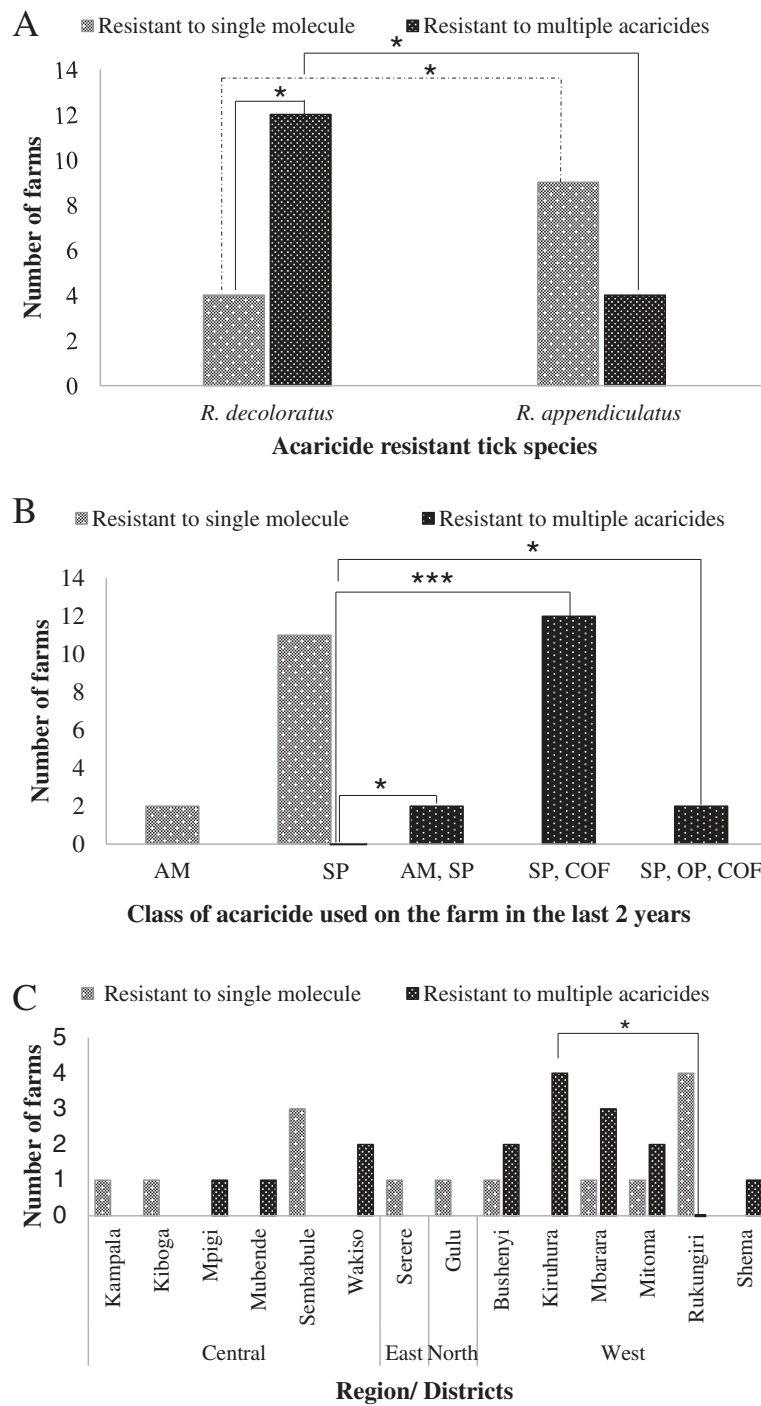 A
Resistant to single molecule
Resistant to multiple acaricides
*
*
*
14
12
10
8
6
4
2
0
Number of farms
R. decoloratus
R. appendiculatus
Acaricide resistant tick species
B
Resistant to single molecule
Resistant to multiple acaricides
*
***
*
14
12
10
8
6
4
2
0
Number of farms
AM
SP
AM, SP
SP, COF
SP, OP, COF
Class of acaricide used on the farm in the last 2 years
C
Resistant to single molecule
Resistant to multiple acaricides
*
5
4
3
2
1
0
Number of farms
Kampala
Kiboga
Mpigi
Mubende
Sembabule
Wakiso
Serere
Gulu
Bushenyi
Kiruhura
Mbarara
Mitoma
Rukungiri
Shema
Central
East
North
West
Region/ Districts